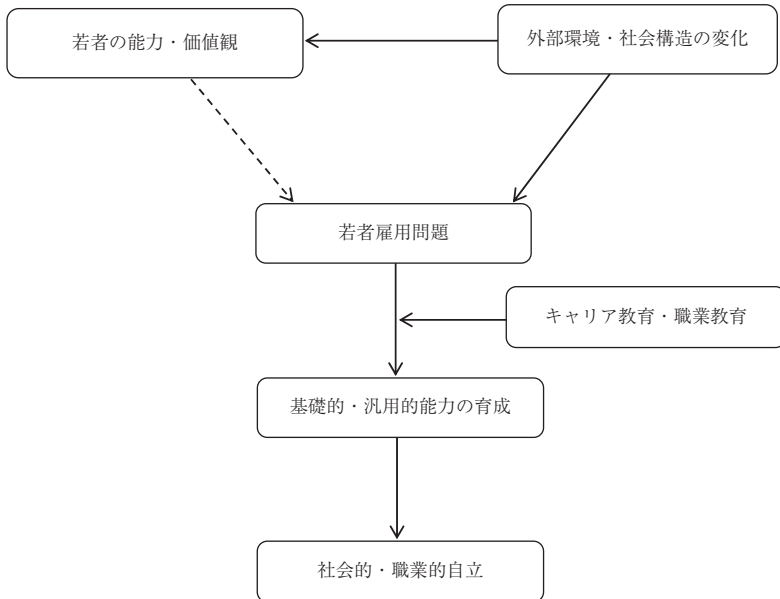 若者の能力・価値観
外部環境・社会構造の変化
若者雇用問題
キャリア教育・職業教育
基礎的・汎用的能力の育成
社会的・職業的自立